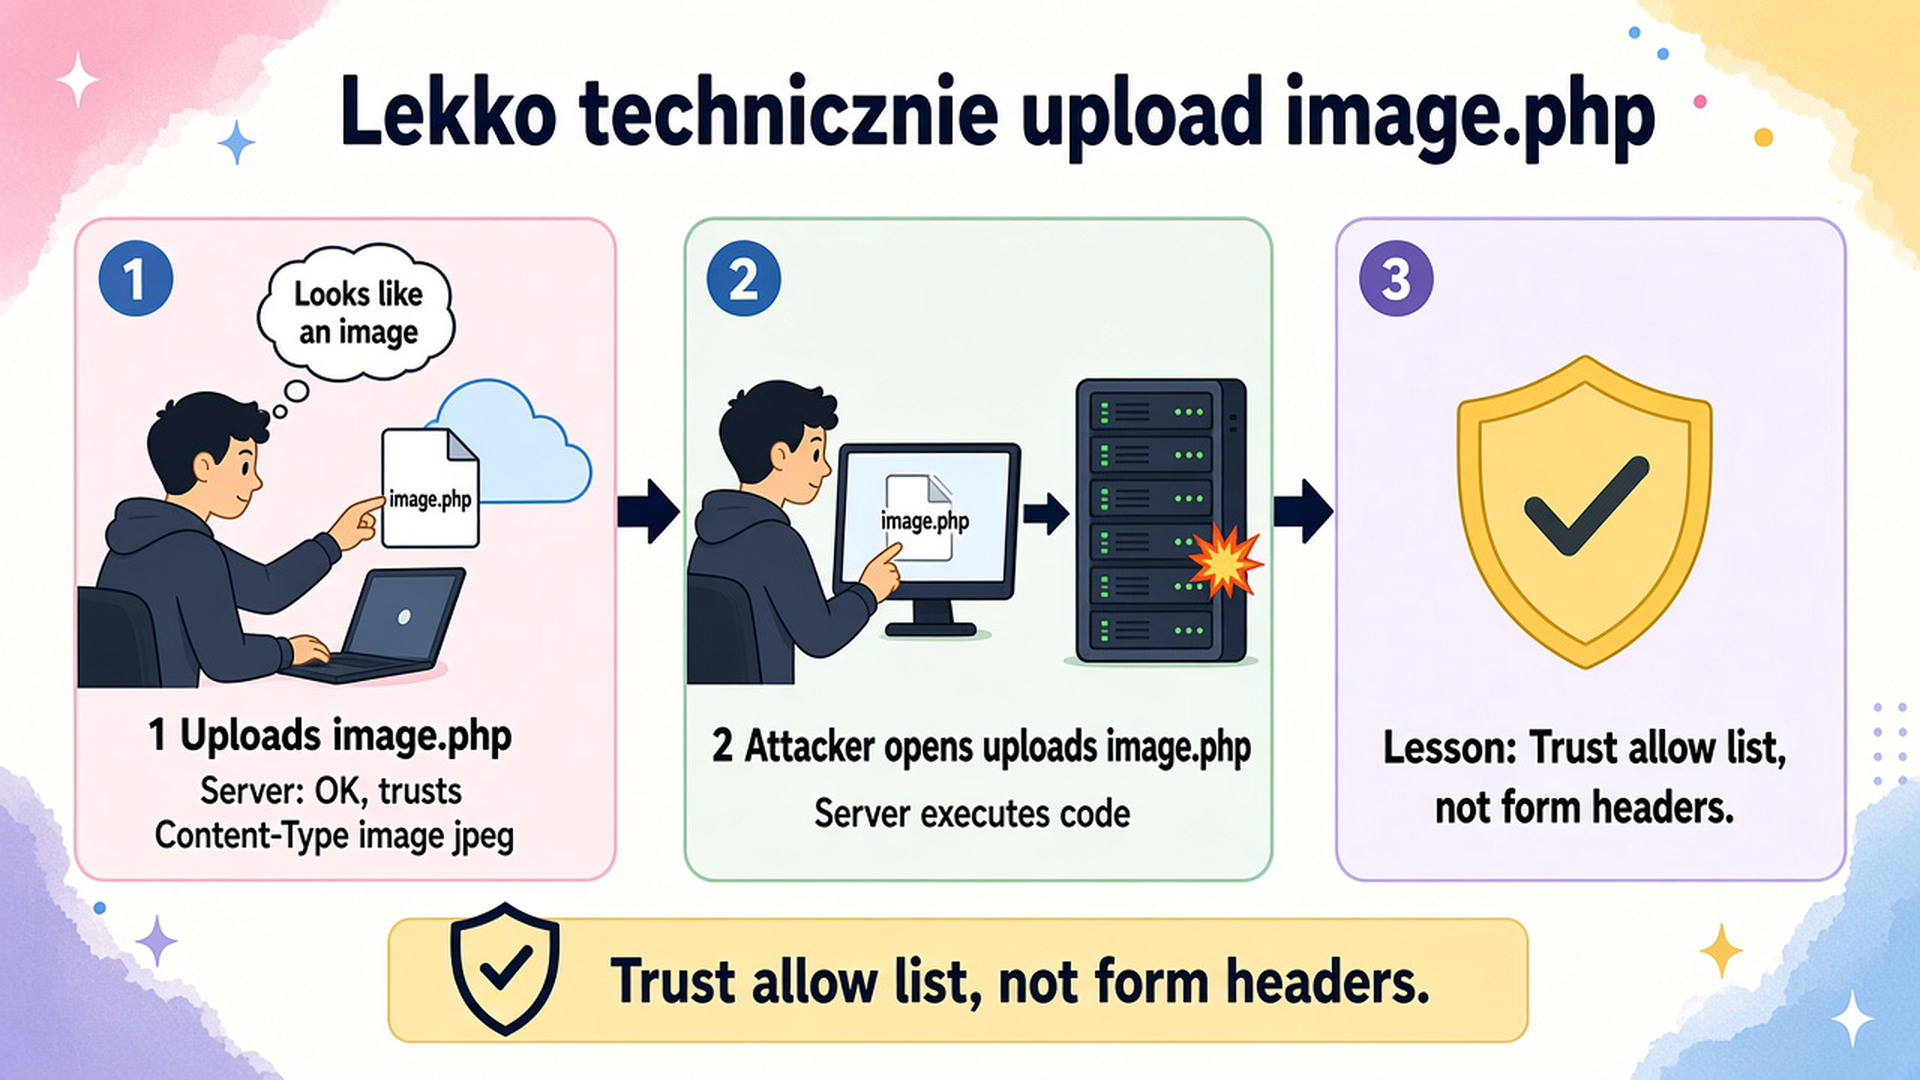 Lekko technicznie upload image.php
1
Looks like
an image
image.php
1 Uploads image.php
Server: OK, trusts
Content-Type image jpeg
2
image.php
2 Attacker opens uploads image.php
Server executes code
3
Lesson: Trust allow list,
not form headers.
Trust allow list, not form headers.